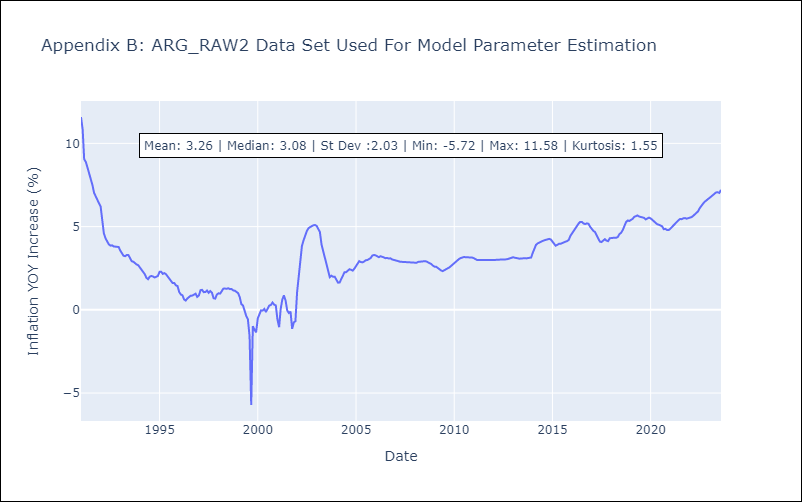 Appendix B: ARG_RAW2 Data Set Used For Model Parameter Estimation
Mean: 3.26 | Median: 3.08 | St Dev :2.03 | Min: -5.72 | Max: 11.58 | Kurtosis: 1.55
Inflation YOY Increase (%)
10
5
0
−5
1995
2000
2005
2010
2015
2020
Date